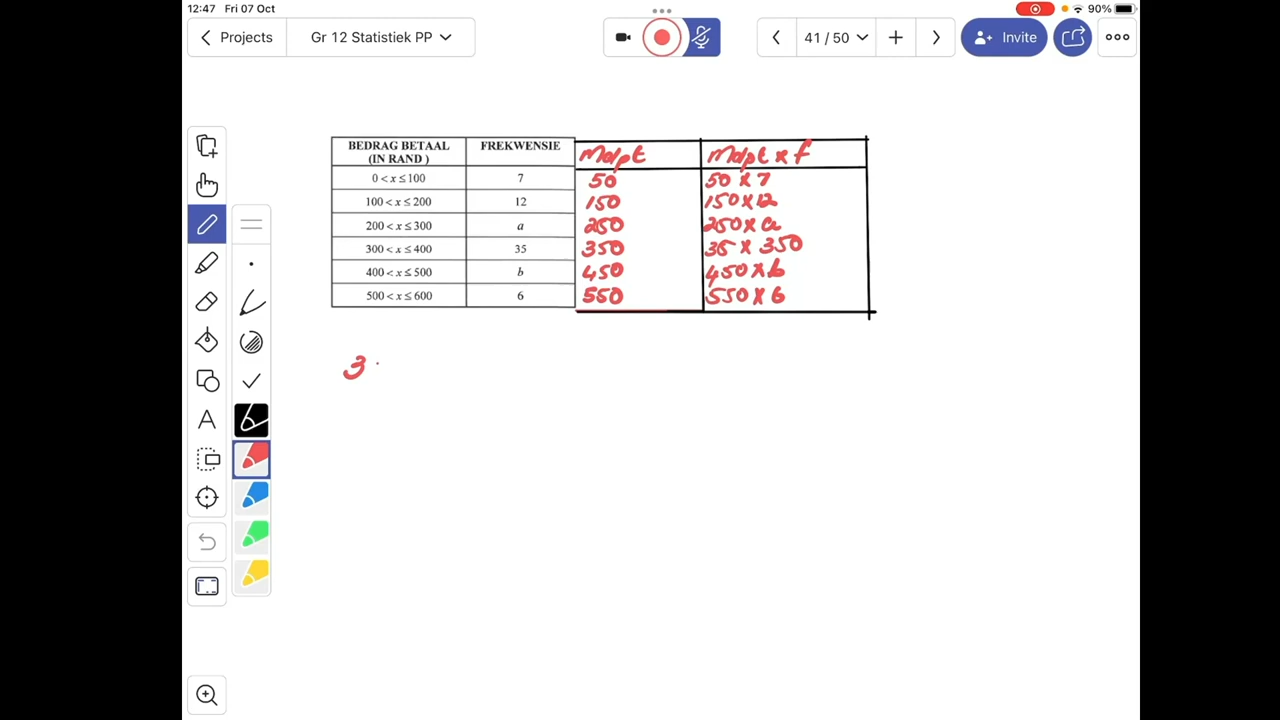 12:47 Fri 07 Oct 90%
Projects Gr 12 Statistiek PP 41 / 50 Invite
BEDRAG BETAAL (IN RAND ) FREKWENSIE Mdpt Mdpt x f
0 < x ≤ 100 7 50 50 x 7
100 < x ≤ 200 12 150 150 x 12
200 < x ≤ 300 a 250 250 x a
300 < x ≤ 400 35 350 35 x 350
400 < x ≤ 500 b 450 450 x b
500 < x ≤ 600 6 550 550 x 6
3
A